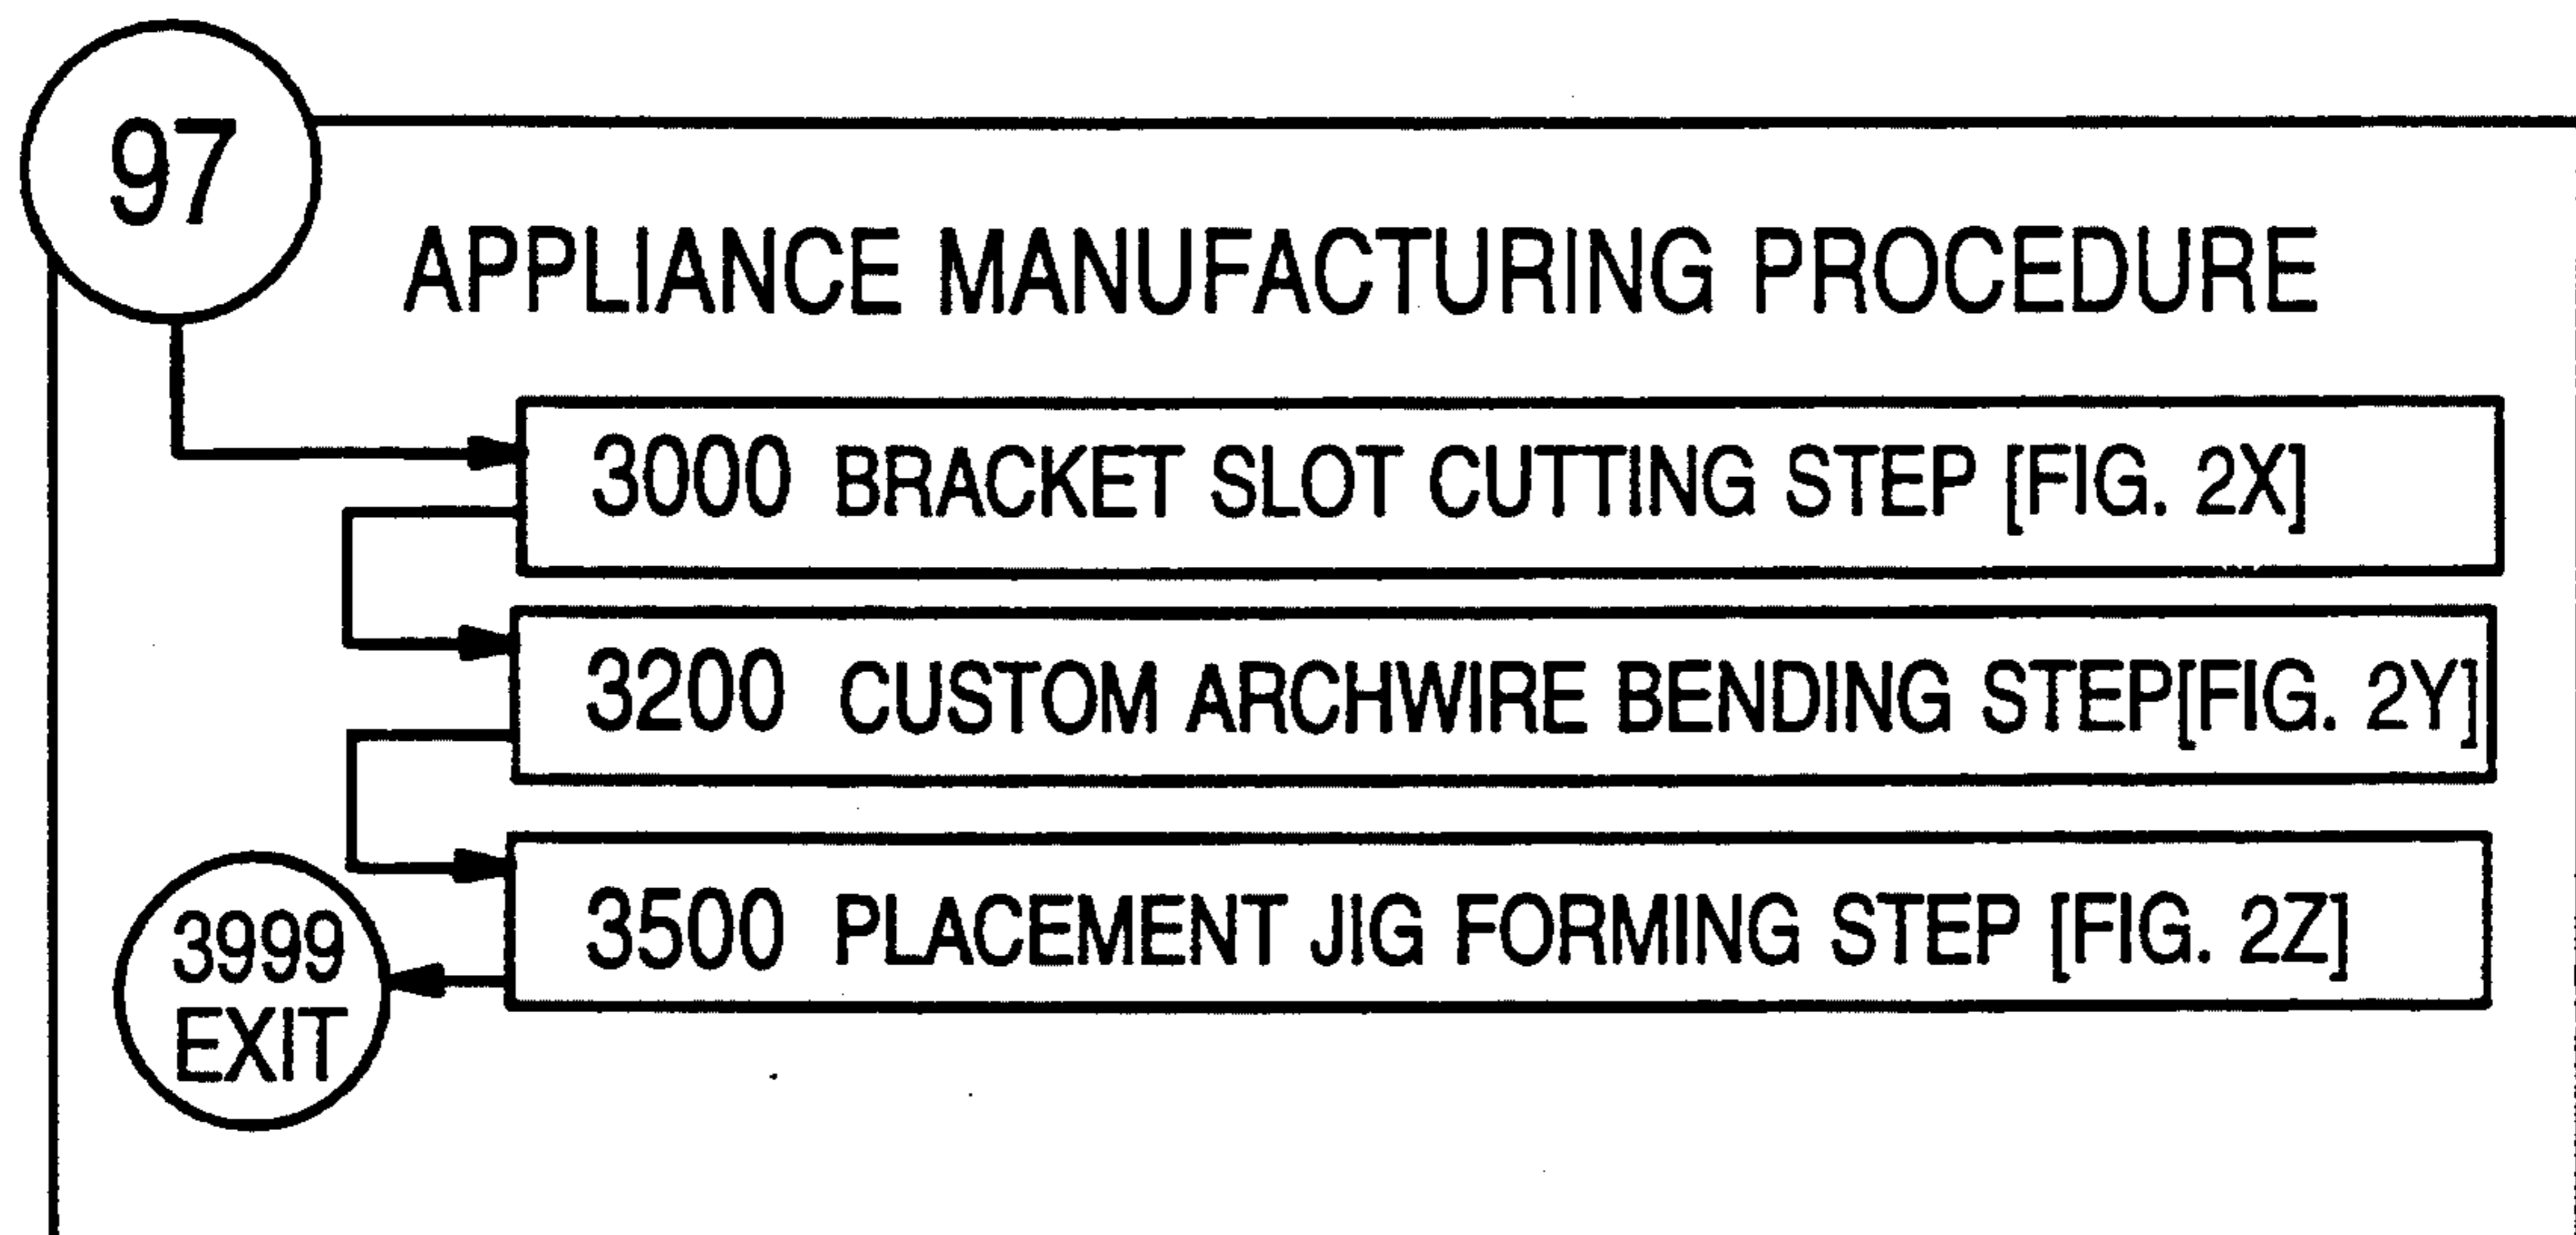 97
APPLIANCE MANUFACTURING PROCEDURE
3000 BRACKET SLOT CUTTING STEP [FIG. 2X]
3200 CUSTOM ARCHWIRE BENDING STEP[FIG. 2Y]
3500 PLACEMENT JIG FORMING STEP [FIG. 2Z]
3999
EXIT